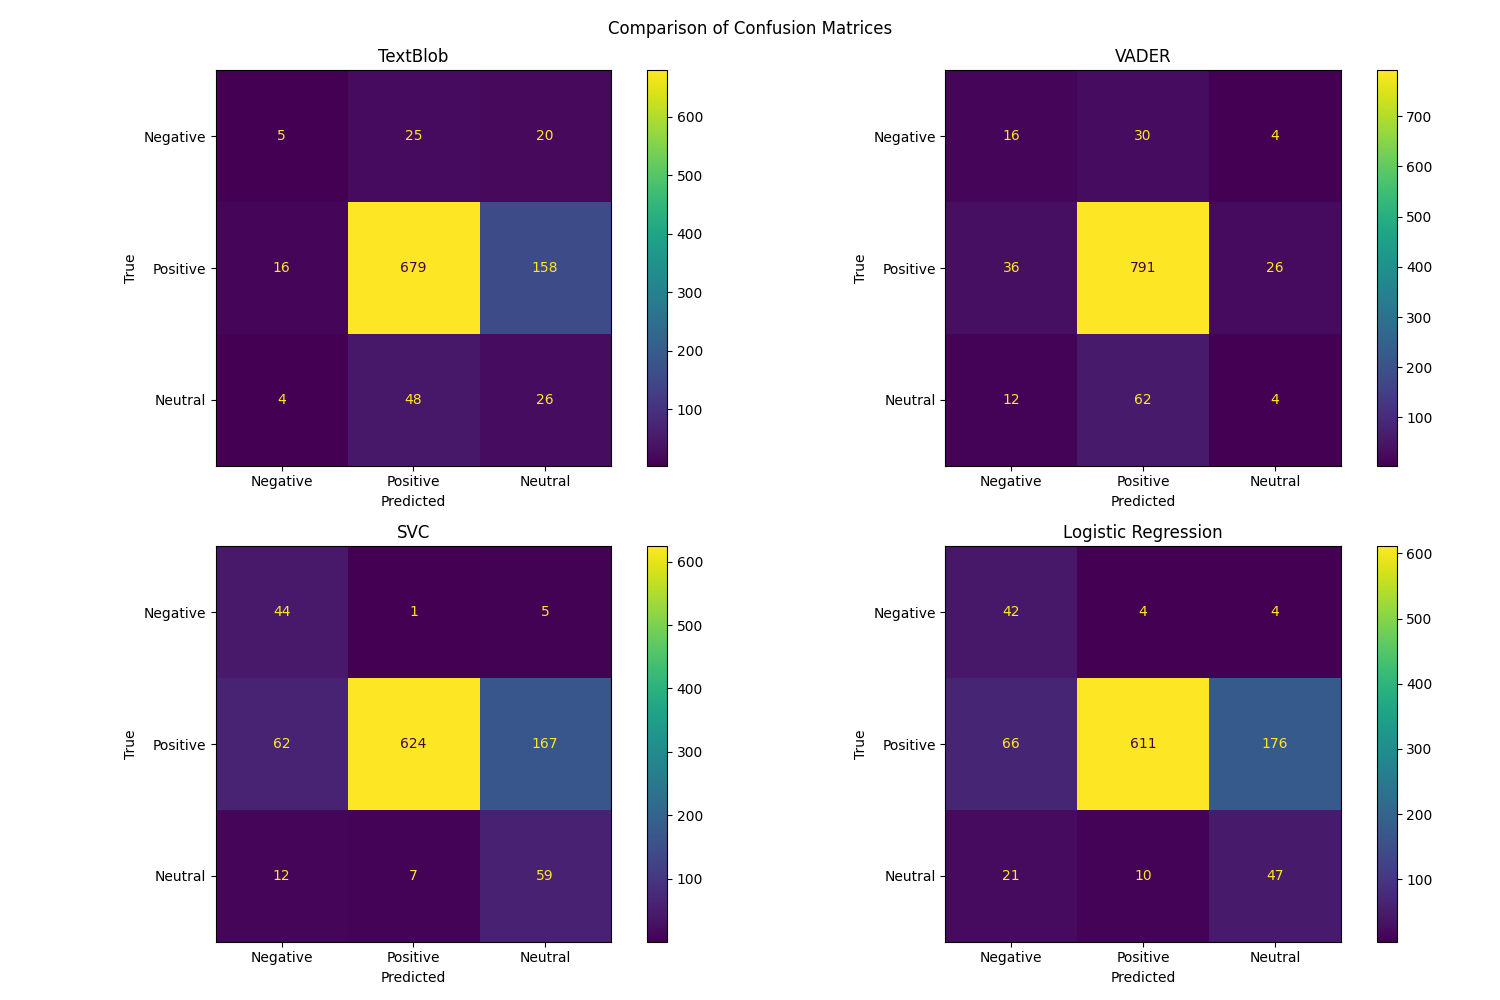 Comparison of Confusion Matrices
TextBlob
Negative 5 25 20
Positive 16 679 158
Neutral 4 48 26
True
Negative Positive Neutral
Predicted
600
500
400
300
200
100
VADER
Negative 16 30 4
Positive 36 791 26
Neutral 12 62 4
True
Negative Positive Neutral
Predicted
700
600
500
400
300
200
100
SVC
Negative 44 1 5
Positive 62 624 167
Neutral 12 7 59
True
Negative Positive Neutral
Predicted
600
500
400
300
200
100
Logistic Regression
Negative 42 4 4
Positive 66 611 176
Neutral 21 10 47
True
Negative Positive Neutral
Predicted
600
500
400
300
200
100